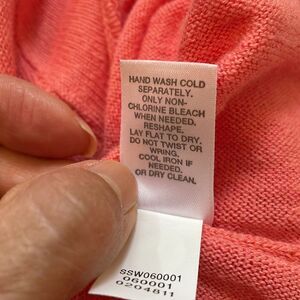 HAND WASH COLD
SEPARATELY.
ONLY NON-
CHLORINE BLEACH
WHEN NEEDED.
RESHAPE.
LAY FLAT TO DRY.
DO NOT TWIST OR
WRING.
COOL IRON IF
NEEDED.
OR DRY CLEAN.
SSW060001
060001
0204811